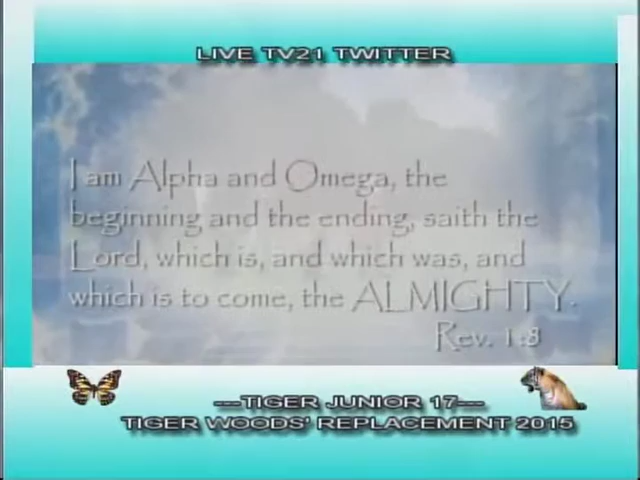 LIVE TV21 TWITTER
I am Alpha and Omega, the
beginning and the ending, saith the
Lord, which is, and which was, and
which is to come, the ALMIGHTY.
Rev. 1:8
---TIGER JUNIOR 17---
TIGER WOODS' REPLACEMENT 2015